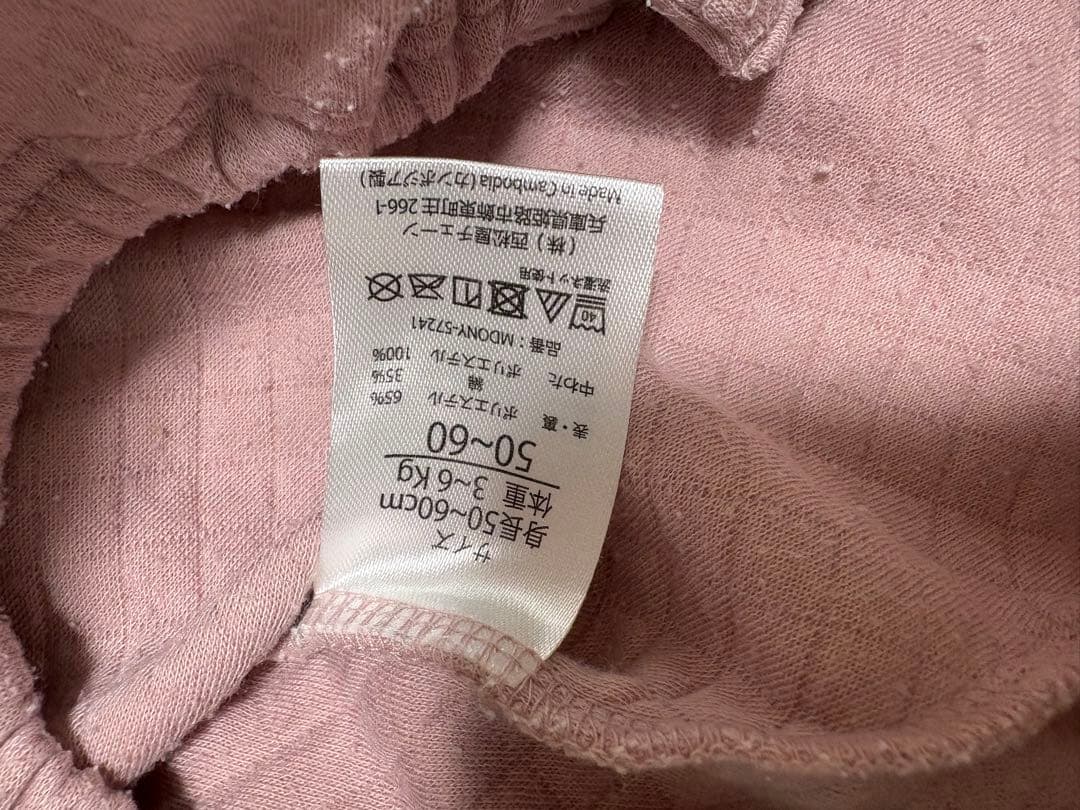 サイズ
身長50~60cm
体重 3~6Kg
50~60
表・裏 ポリエステル 65%
綿 35%
中わた ポリエステル 100%
品番：MDONY-57241
40
洗濯ネット使用
（株）西松屋チェーン
兵庫県姫路市飾東町庄266-1
Made in Cambodia (カンボジア製)